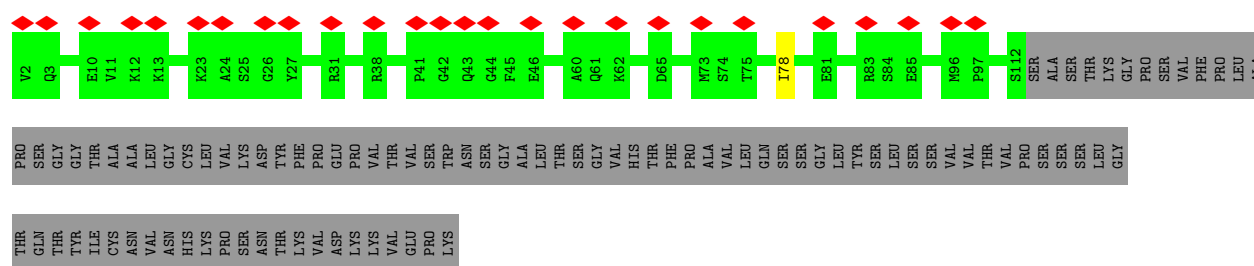 V2 Q3 E10 V11 K12 K13 K23 A24 S25 G26 Y27 R31 R38 P41 G42 Q43 G44 F45 E46 A60 Q61 K62 D65 M73 S74 T75 I78 E81 R83 S84 E85 M96 P97 S112 SER ALA SER THR LYS GLY PRO SER VAL PHE PRO LEU
PRO SER GLY GLY THR ALA ALA LEU GLY CYS LEU VAL LYS ASP TYR PHE PRO GLU PRO VAL THR VAL SER TRP ASN SER GLY ALA LEU THR SER GLY VAL HIS THR PHE PRO ALA VAL LEU GLN SER SER GLY LEU TYR SER LEU SER SER VAL VAL THR VAL PRO SER SER SER LEU GLY
THR GLN THR TYR ILE CYS ASN VAL ASN HIS LYS PRO SER ASN THR LYS VAL ASP LYS LYS VAL GLU PRO LYS